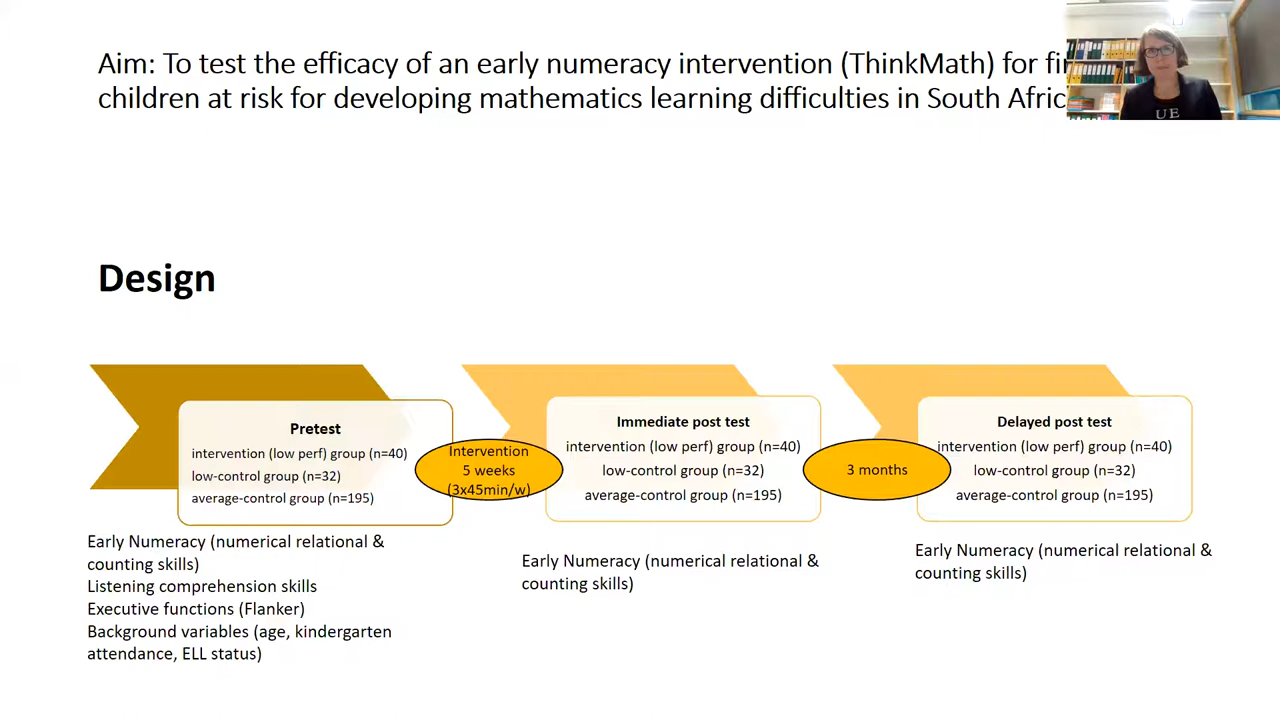 Aim: To test the efficacy of an early numeracy intervention (ThinkMath) for
children at risk for developing mathematics learning difficulties in South
UE
Design
Pretest
intervention (low perf) group (n=40)
low-control group (n=32)
average-control group (n=195)
Intervention
5 weeks
(3x45min/w)
Immediate post test
intervention (low perf) group (n=40)
low-control group (n=32)
average-control group (n=195)
3 months
Delayed post test
intervention (low perf) group (n=40)
low-control group (n=32)
average-control group (n=195)
Early Numeracy (numerical relational &
counting skills)
Listening comprehension skills
Executive functions (Flanker)
Background variables (age, kindergarten
attendance, ELL status)
Early Numeracy (numerical relational &
counting skills)
Early Numeracy (numerical relational &
counting skills)